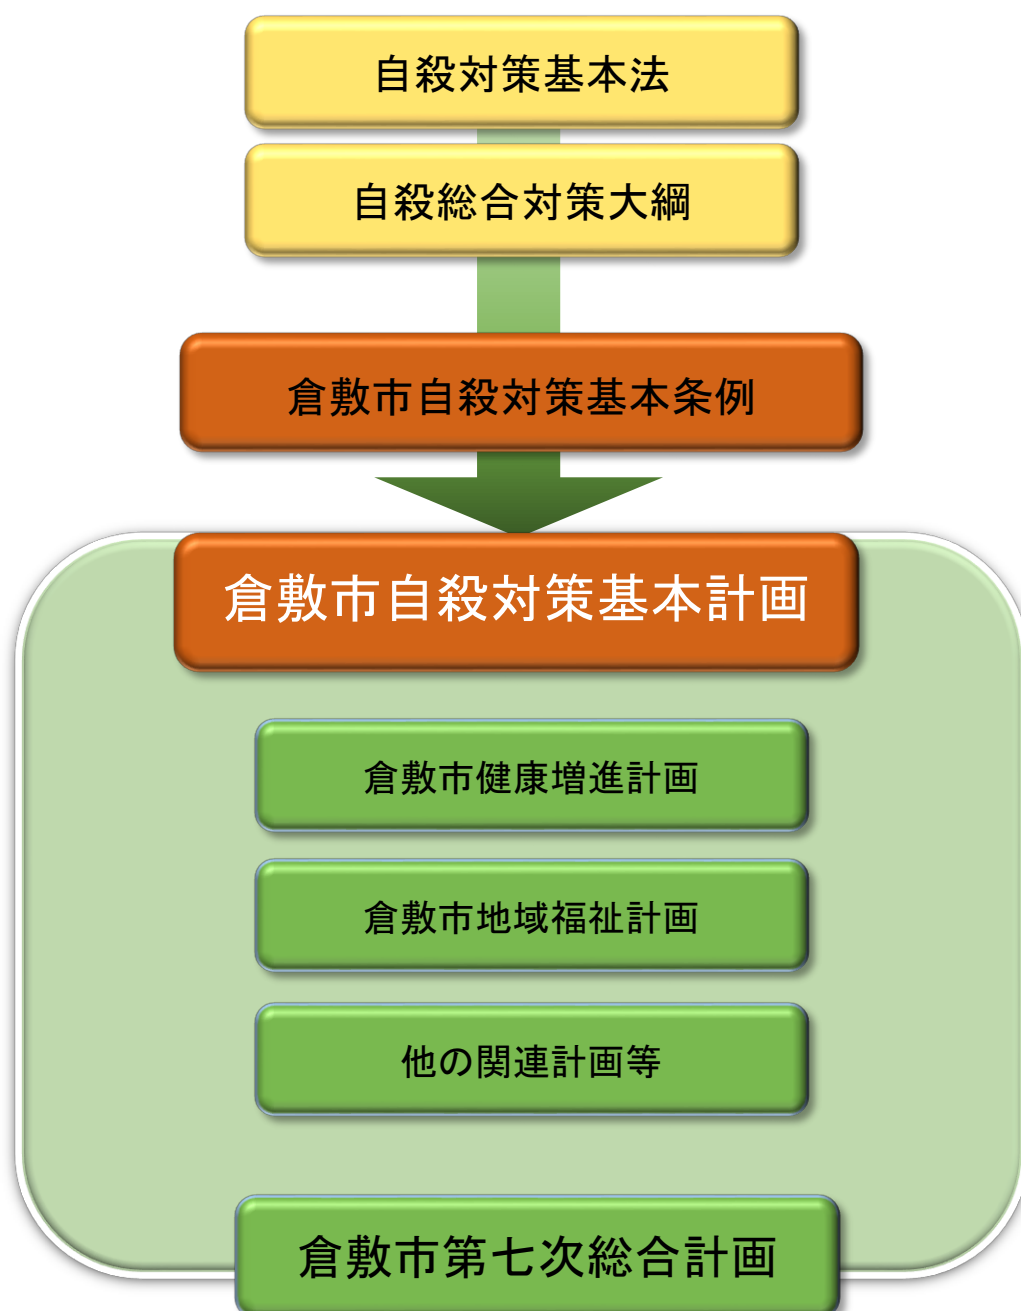 自殺対策基本法
自殺総合対策大綱
倉敷市自殺対策基本条例
倉敷市自殺対策基本計画
倉敷市健康増進計画
倉敷市地域福祉計画
他の関連計画等
倉敷市第七次総合計画